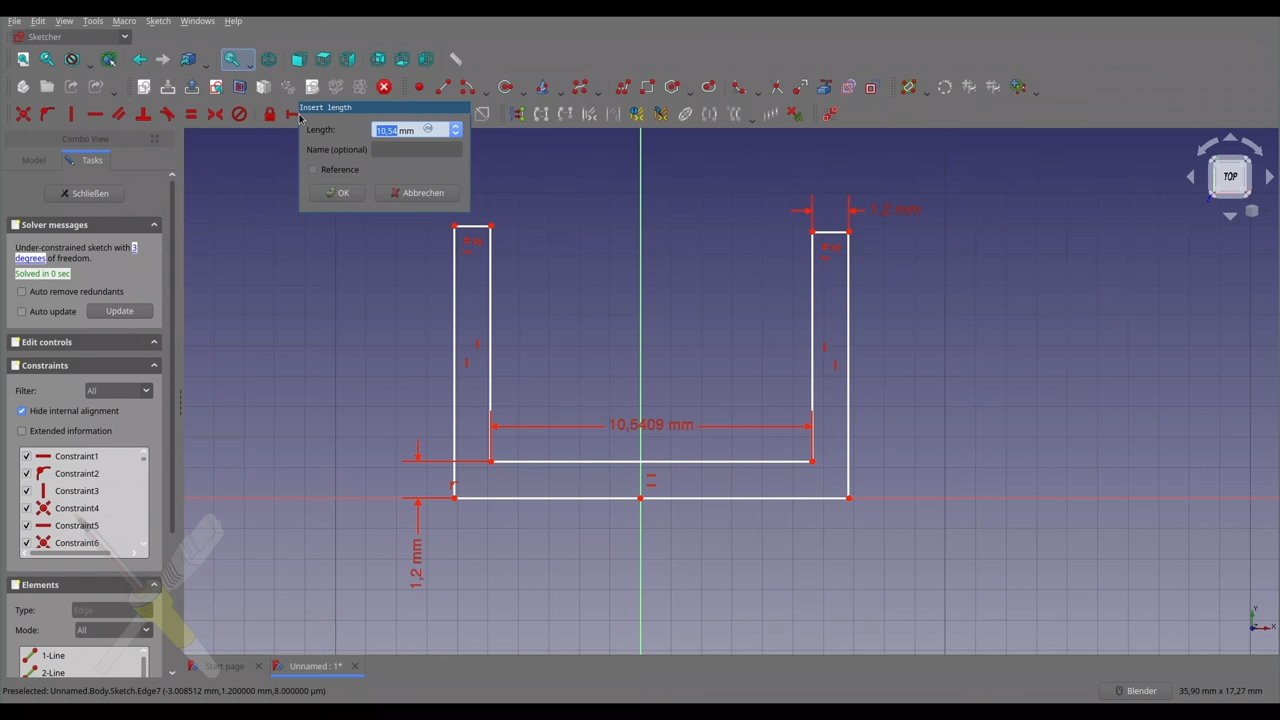 File Edit View Tools Macro Sketch Windows Help
Sketcher
Insert length
Length: 10,54 mm
Name (optional)
Reference
OK Abbrechen
Combo View
Model Tasks
Schließen
Solver messages
Under-constrained sketch with 3
degrees of freedom.
Solved in 0 sec
Auto remove redundants
Auto update Update
Edit controls
Constraints
Filter: All
Hide internal alignment
Extended information
Constraint1
Constraint2
Constraint3
Constraint4
Constraint5
Constraint6
Elements
Type: Edge
Mode: All
1-Line
2-Line
1,2 mm
10,5409 mm
1,2 mm
TOP
Y
Z X
Start page Unnamed : 1*
Preselected: Unnamed.Body.Sketch.Edge7 (-3.008512 mm,1.200000 mm,8.000000 µm)
Blender 35,90 mm x 17,27 mm